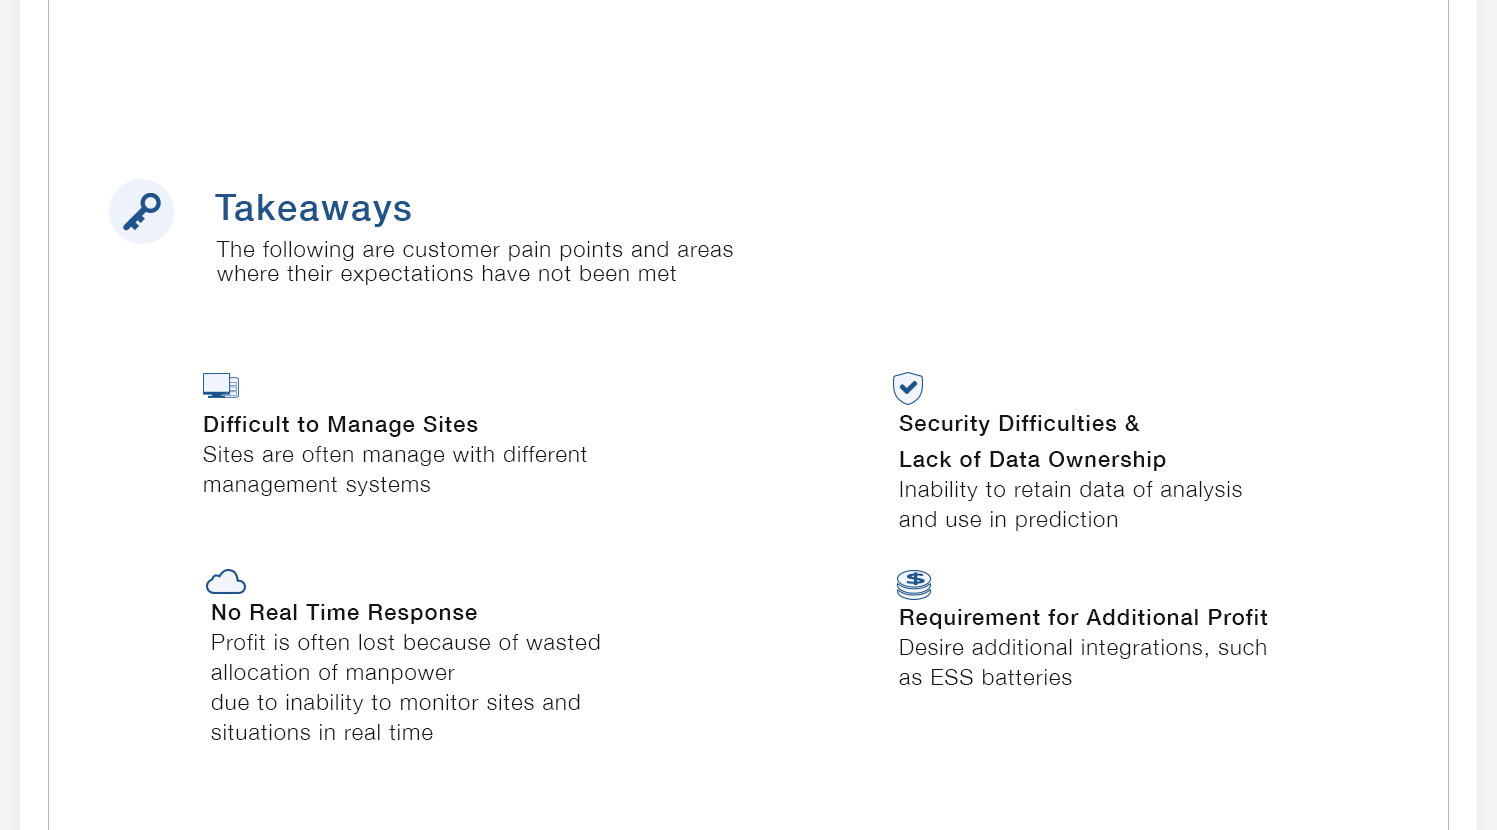 Takeaways
The following are customer pain points and areas
where their expectations have not been met
Difficult to Manage Sites
Sites are often manage with different
management systems
Security Difficulties &
Lack of Data Ownership
Inability to retain data of analysis
and use in prediction
No Real Time Response
Profit is often lost because of wasted
allocation of manpower
due to inability to monitor sites and
situations in real time
$
Requirement for Additional Profit
Desire additional integrations, such
as ESS batteries